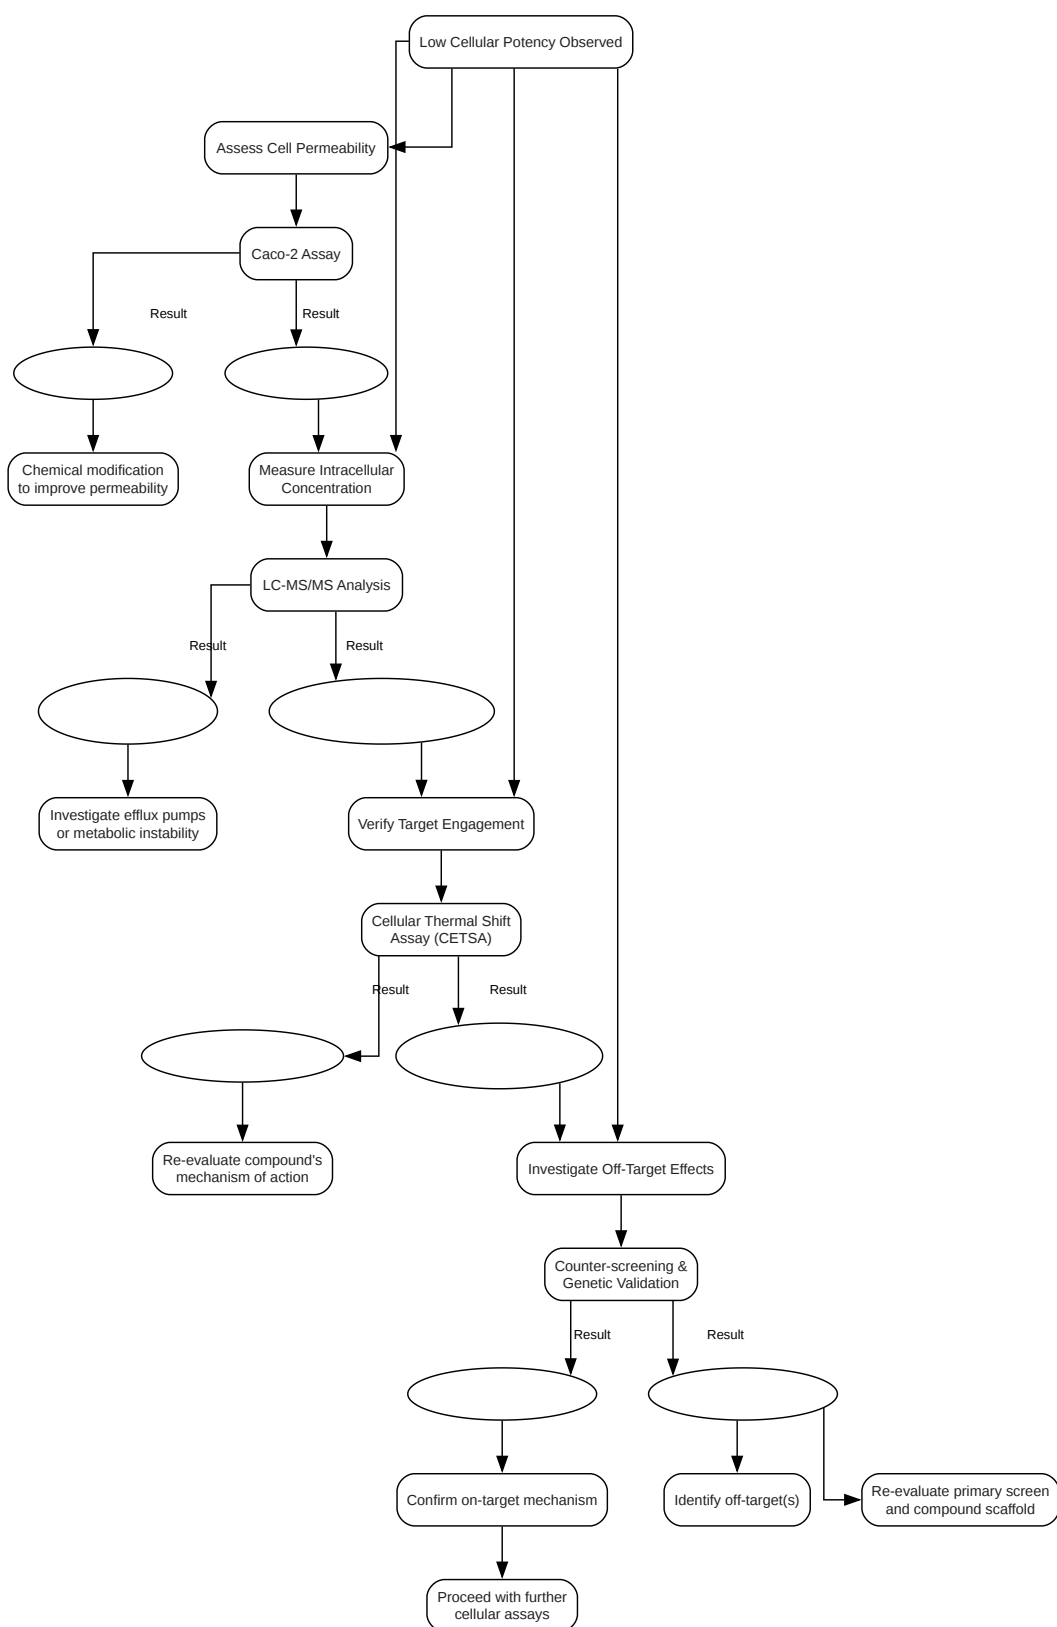 Low Cellular Potency Observed
Assess Cell Permeability
Caco-2 Assay
Result
Result
Chemical modification
to improve permeability
Measure Intracellular
Concentration
LC-MS/MS Analysis
Result
Result
Investigate efflux pumps
or metabolic instability
Verify Target Engagement
Cellular Thermal Shift
Assay (CETSA)
Result
Result
Re-evaluate compound's
mechanism of action
Investigate Off-Target Effects
Counter-screening &
Genetic Validation
Result
Result
Confirm on-target mechanism
Identify off-target(s)
Re-evaluate primary screen
and compound scaffold
Proceed with further
cellular assays